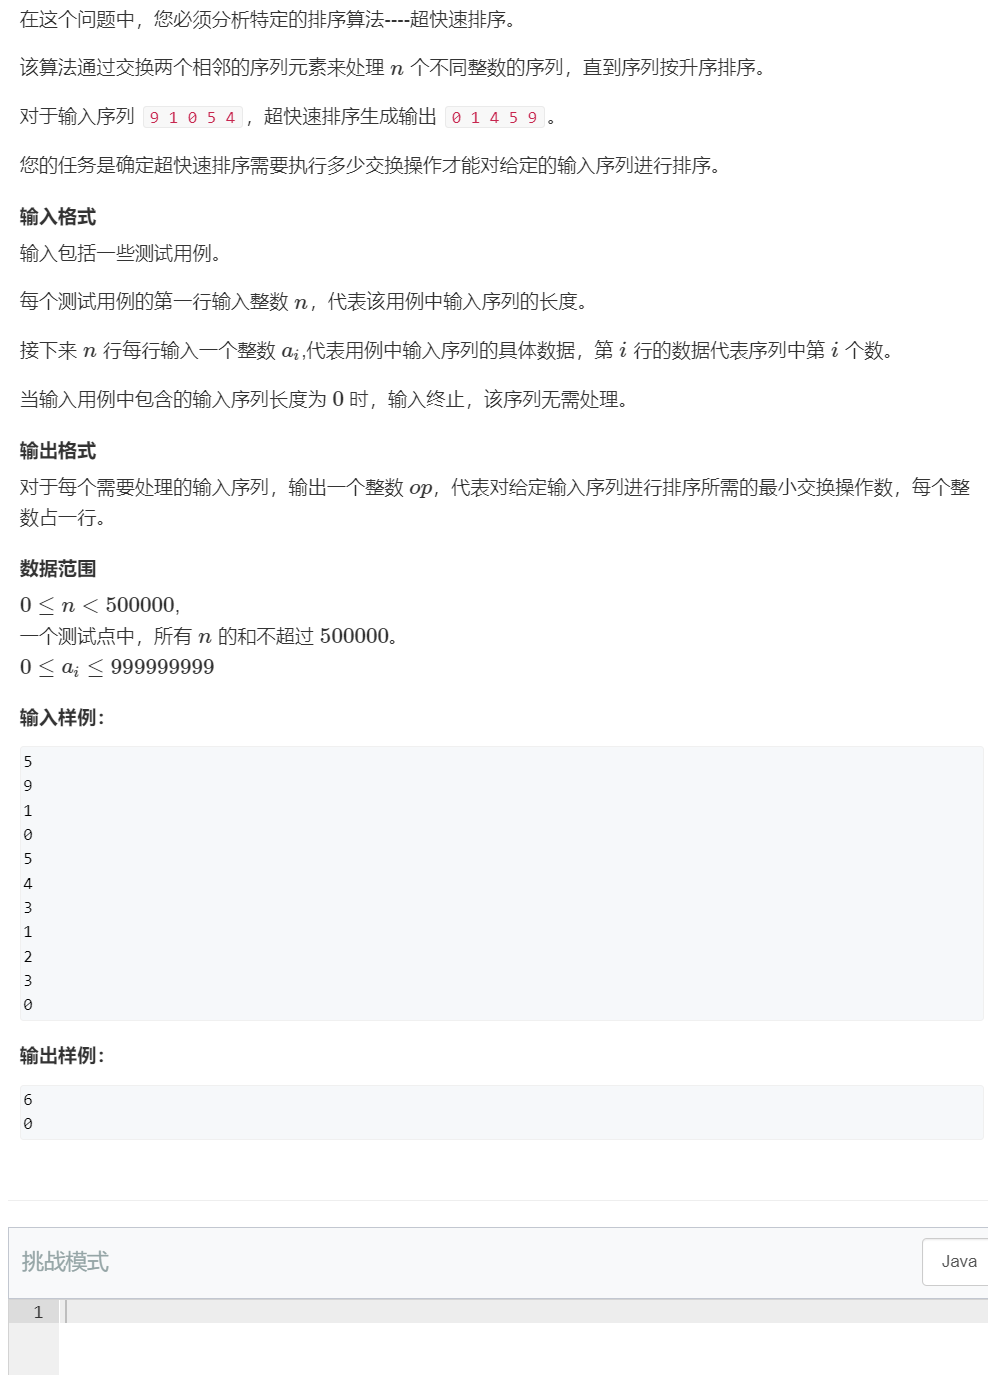 在这个问题中，您必须分析特定的排序算法----超快速排序。
该算法通过交换两个相邻的序列元素来处理 n 个不同整数的序列，直到序列按升序排序。
对于输入序列 9 1 0 5 4，超快速排序生成输出 0 1 4 5 9。
您的任务是确定超快速排序需要执行多少交换操作才能对给定的输入序列进行排序。
输入格式
输入包括一些测试用例。
每个测试用例的第一行输入整数 n，代表该用例中输入序列的长度。
接下来 n 行每行输入一个整数 aᵢ,代表用例中输入序列的具体数据，第 i 行的数据代表序列中第 i 个数。
当输入用例中包含的输入序列长度为 0 时，输入终止，该序列无需处理。
输出格式
对于每个需要处理的输入序列，输出一个整数 op，代表对给定输入序列进行排序所需的最小交换操作数，每个整
数占一行。
数据范围
0 ≤ n < 500000,
一个测试点中，所有 n 的和不超过 500000。
0 ≤ aᵢ ≤ 999999999
输入样例：
5
9
1
0
5
4
3
1
2
3
0
输出样例：
6
0
挑战模式
Java
1